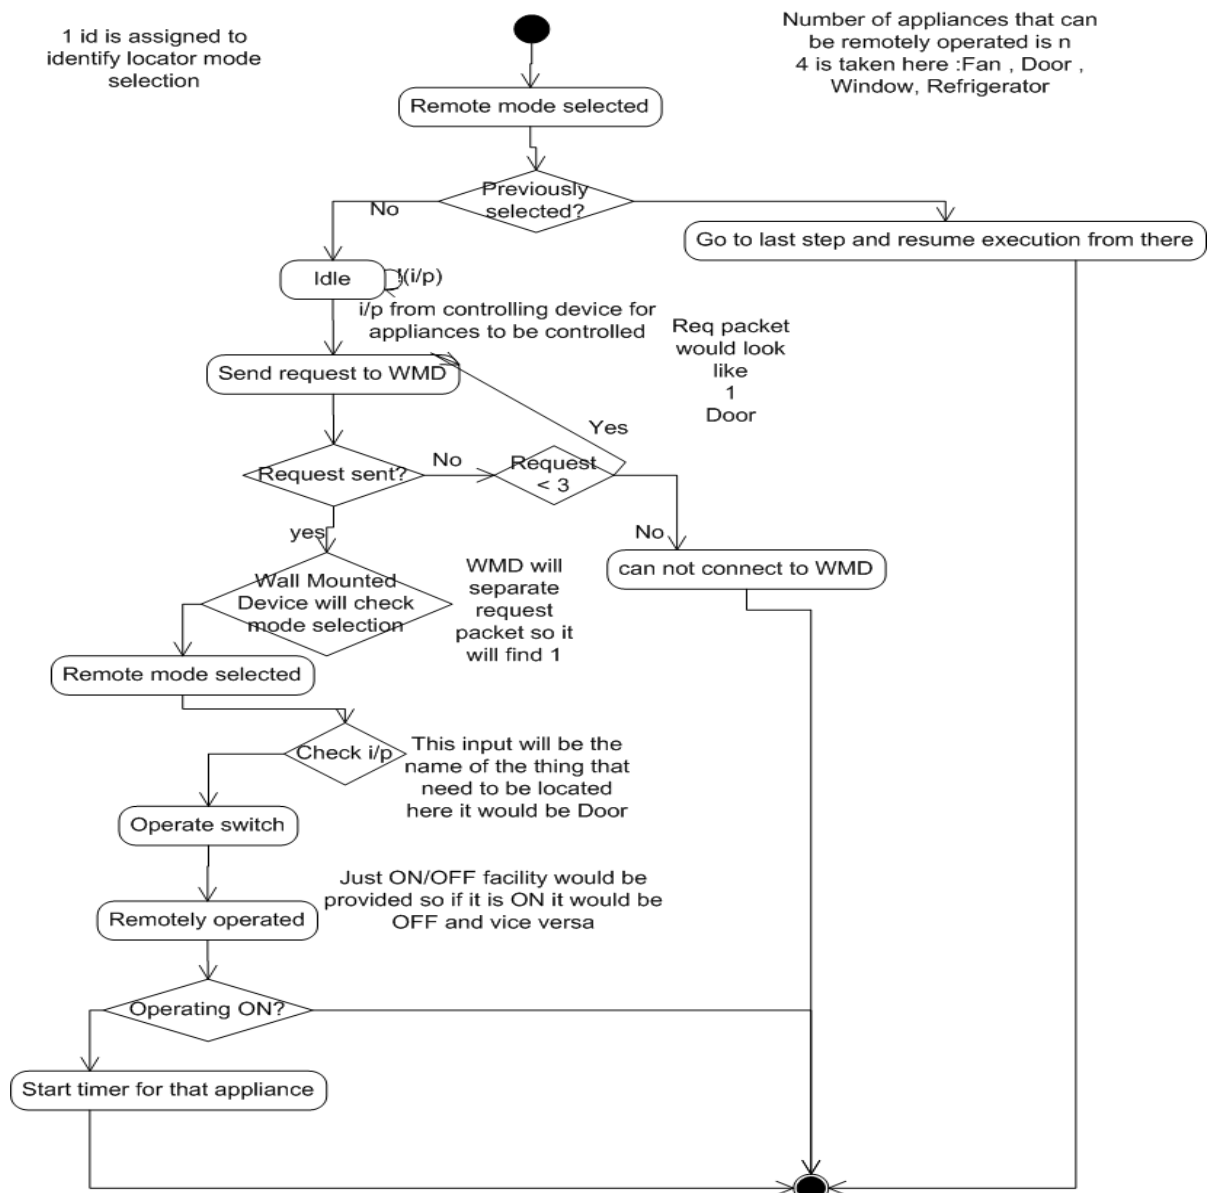 1 id is assigned to
identify locator mode
selection
Number of appliances that can
be remotely operated is n
4 is taken here :Fan , Door ,
Window, Refrigerator
Remote mode selected
Previously
selected?
No
Go to last step and resume execution from there
Idle
!(i/p)
i/p from controlling device for
appliances to be controlled
Req packet
would look
like
1
Door
Send request to WMD
Yes
Request sent?
No
Request
< 3
yes
No
can not connect to WMD
Wall Mounted
Device will check
mode selection
WMD will
separate
request
packet so it
will find 1
Remote mode selected
Check i/p
This input will be the
name of the thing that
need to be located
here it would be Door
Operate switch
Just ON/OFF facility would be
provided so if it is ON it would be
OFF and vice versa
Remotely operated
Operating ON?
Start timer for that appliance